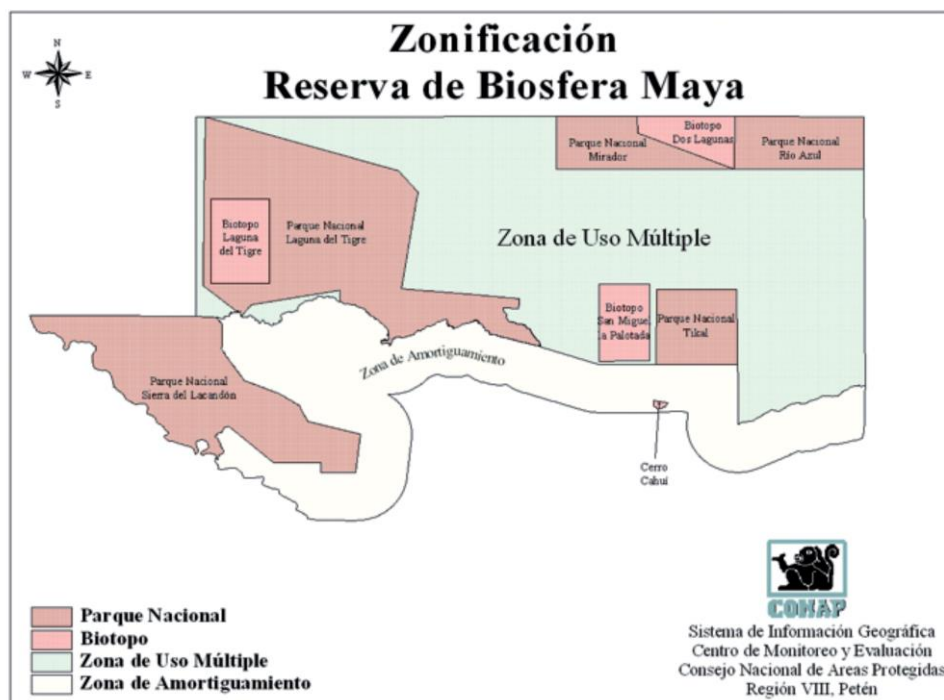 Zonificación
Reserva de Biosfera Maya
N
W E
S
Biotopo
Dos Lagunas
Parque Nacional
Mirador
Parque Nacional
Río Azul
Biotopo
Laguna
del Tigre
Parque Nacional
Laguna del Tigre
Zona de Uso Múltiple
Biotopo
San Miguel
la Palotada
Parque Nacional
Tikal
Zona de Amortiguamiento
Parque Nacional
Sierra del Lacandón
Cerro
Cahuí
Parque Nacional
Biotopo
Zona de Uso Múltiple
Zona de Amortiguamiento
CONAP
Sistema de Información Geográfica
Centro de Monitoreo y Evaluación
Consejo Nacional de Areas Protegidas
Región VIII, Petén